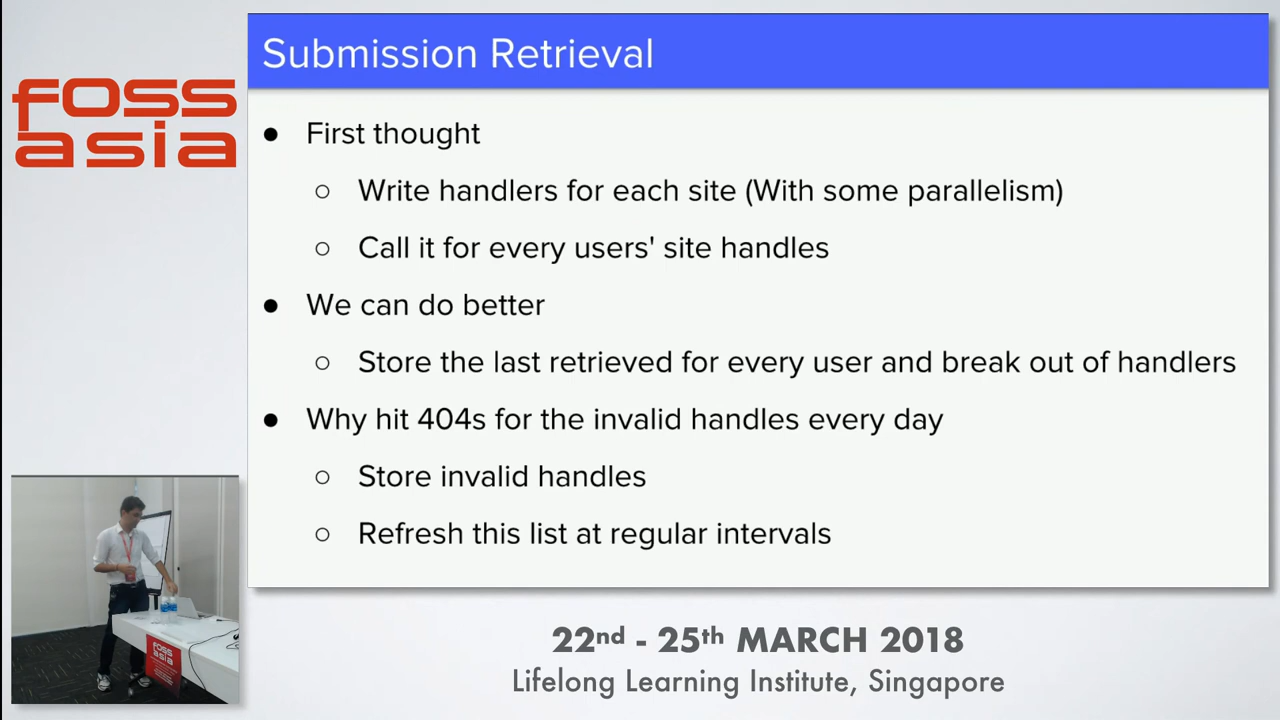 Submission Retrieval
foss
asia
● First thought
○ Write handlers for each site (With some parallelism)
○ Call it for every users' site handles
● We can do better
○ Store the last retrieved for every user and break out of handlers
● Why hit 404s for the invalid handles every day
○ Store invalid handles
○ Refresh this list at regular intervals
foss
asia
22nd - 25th MARCH 2018
Lifelong Learning Institute, Singapore